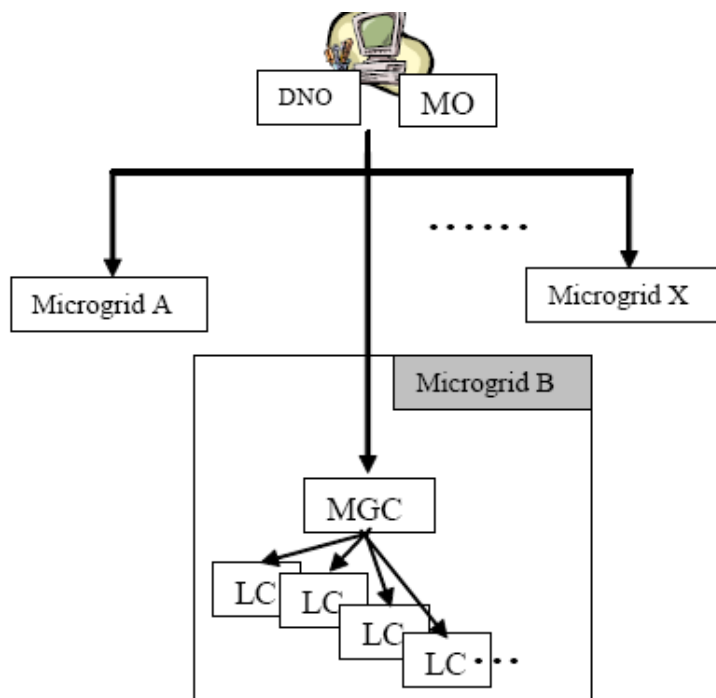 DNO
MO
......
Microgrid A
Microgrid X
Microgrid B
MGC
LC
LC
LC
LC ...